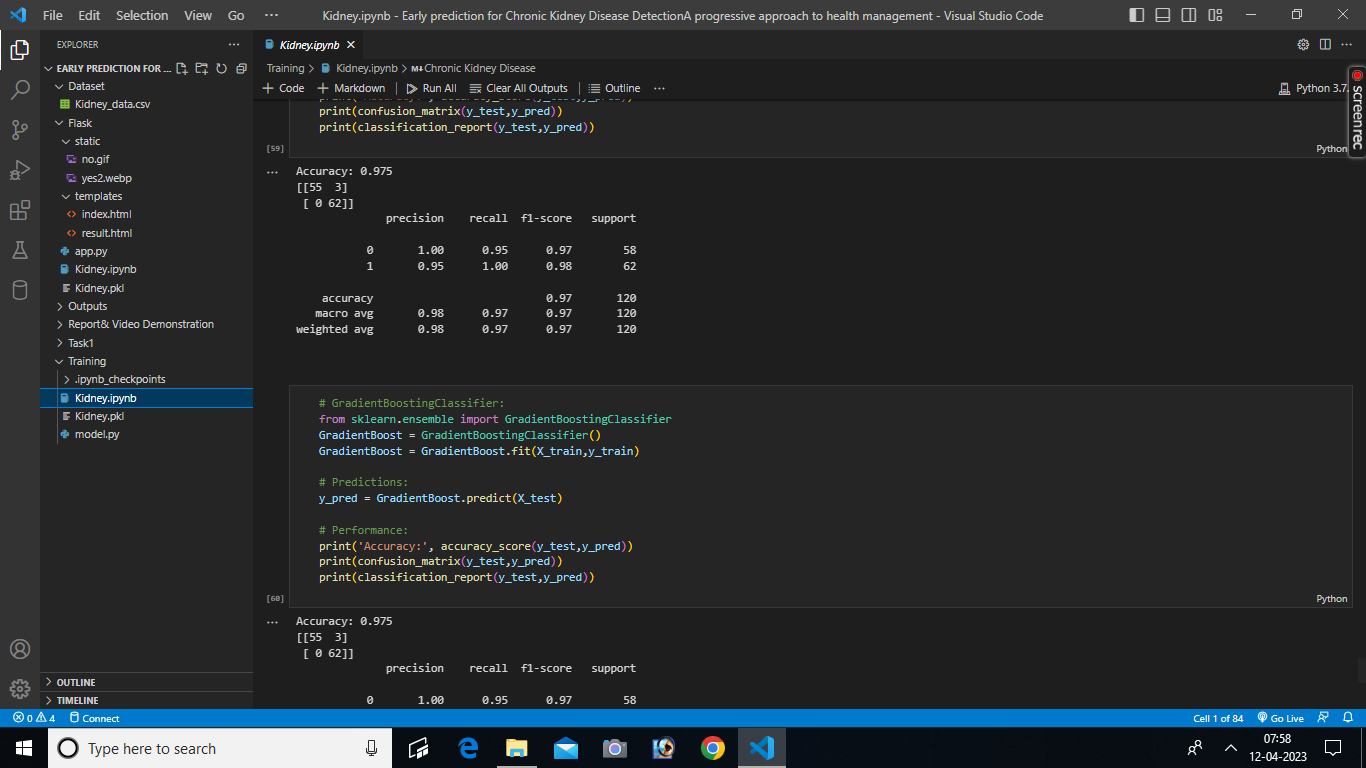 File Edit Selection View Go ··· Kidney.ipynb - Early prediction for Chronic Kidney Disease DetectionA progressive approach to health management - Visual Studio Code
EXPLORER ···
EARLY PREDICTION FOR ...
Dataset
Kidney_data.csv
Flask
static
no.gif
yes2.webp
templates
index.html
result.html
app.py
Kidney.ipynb
Kidney.pkl
Outputs
Report& Video Demonstration
Task1
Training
.ipynb_checkpoints
Kidney.ipynb
Kidney.pkl
model.py
OUTLINE
TIMELINE
Kidney.ipynb
Training > Kidney.ipynb > M↓Chronic Kidney Disease
+ Code + Markdown | Run All Clear All Outputs | Outline ··· Python 3.7.
screenrec
print(confusion_matrix(y_test,y_pred))
print(classification_report(y_test,y_pred))
[59] Python
··· Accuracy: 0.975
[[55  3]
[ 0 62]]
precision recall f1-score support
0 1.00 0.95 0.97 58
1 0.95 1.00 0.98 62
accuracy 0.97 120
macro avg 0.98 0.97 0.97 120
weighted avg 0.98 0.97 0.97 120
# GradientBoostingClassifier:
from sklearn.ensemble import GradientBoostingClassifier
GradientBoost = GradientBoostingClassifier()
GradientBoost = GradientBoost.fit(X_train,y_train)
# Predictions:
y_pred = GradientBoost.predict(X_test)
# Performance:
print('Accuracy:', accuracy_score(y_test,y_pred))
print(confusion_matrix(y_test,y_pred))
print(classification_report(y_test,y_pred))
[60] Python
··· Accuracy: 0.975
[[55  3]
[ 0 62]]
precision recall f1-score support
0 1.00 0.95 0.97 58
0 4 Connect Cell 1 of 84 Go Live
Type here to search
07:58
12-04-2023